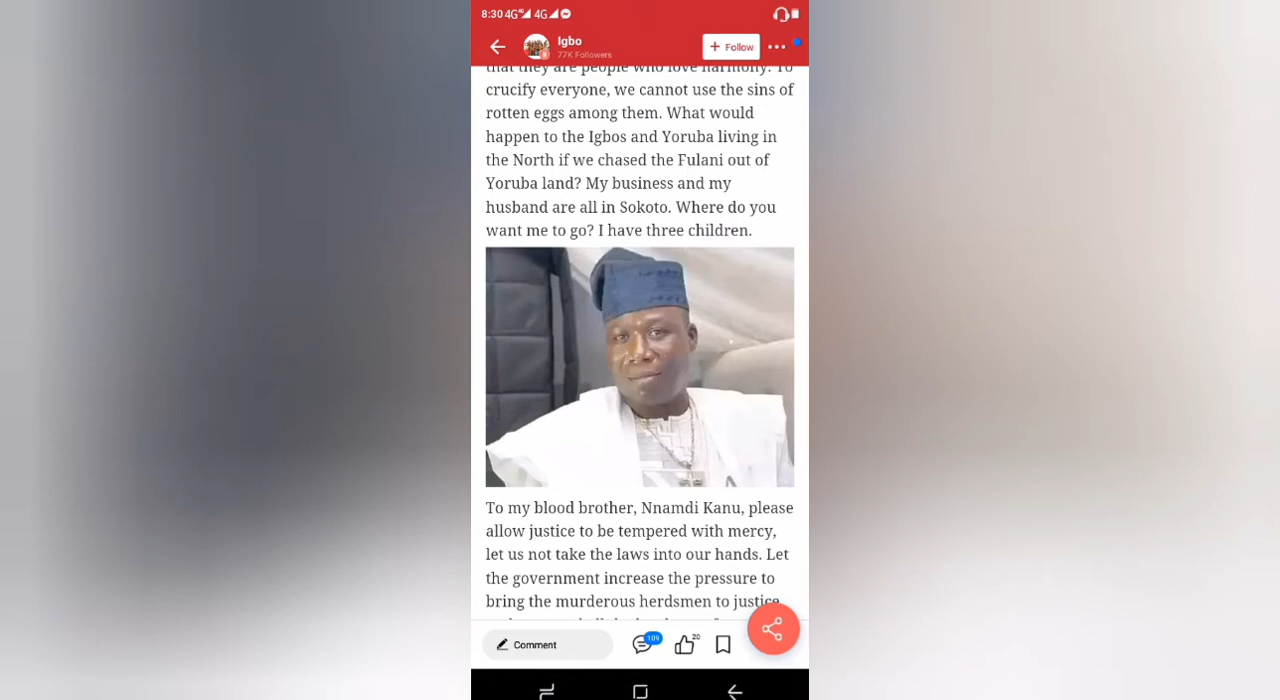 8:30 4G 4G
Igbo
77K Followers
+ Follow
that they are people who love harmony. To
crucify everyone, we cannot use the sins of
rotten eggs among them. What would
happen to the Igbos and Yoruba living in
the North if we chased the Fulani out of
Yoruba land? My business and my
husband are all in Sokoto. Where do you
want me to go? I have three children.
To my blood brother, Nnamdi Kanu, please
allow justice to be tempered with mercy,
let us not take the laws into our hands. Let
the government increase the pressure to
bring the murderous herdsmen to justice
Comment
109
20